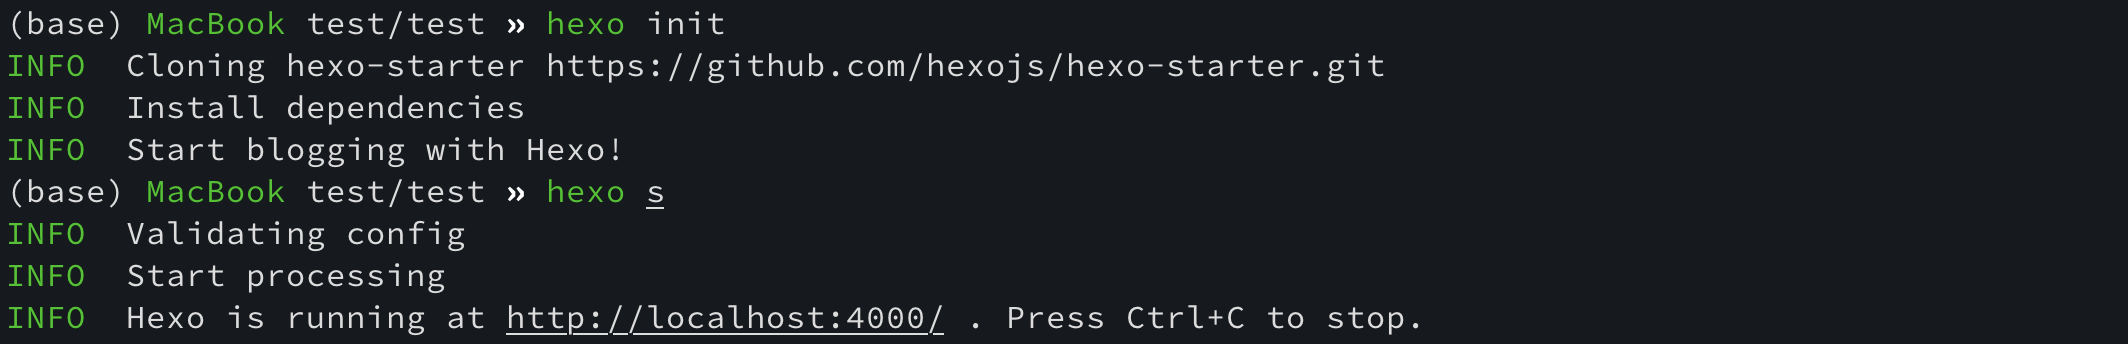 (base) MacBook test/test » hexo init
INFO  Cloning hexo-starter https://github.com/hexojs/hexo-starter.git
INFO  Install dependencies
INFO  Start blogging with Hexo!
(base) MacBook test/test » hexo s
INFO  Validating config
INFO  Start processing
INFO  Hexo is running at http://localhost:4000/ . Press Ctrl+C to stop.